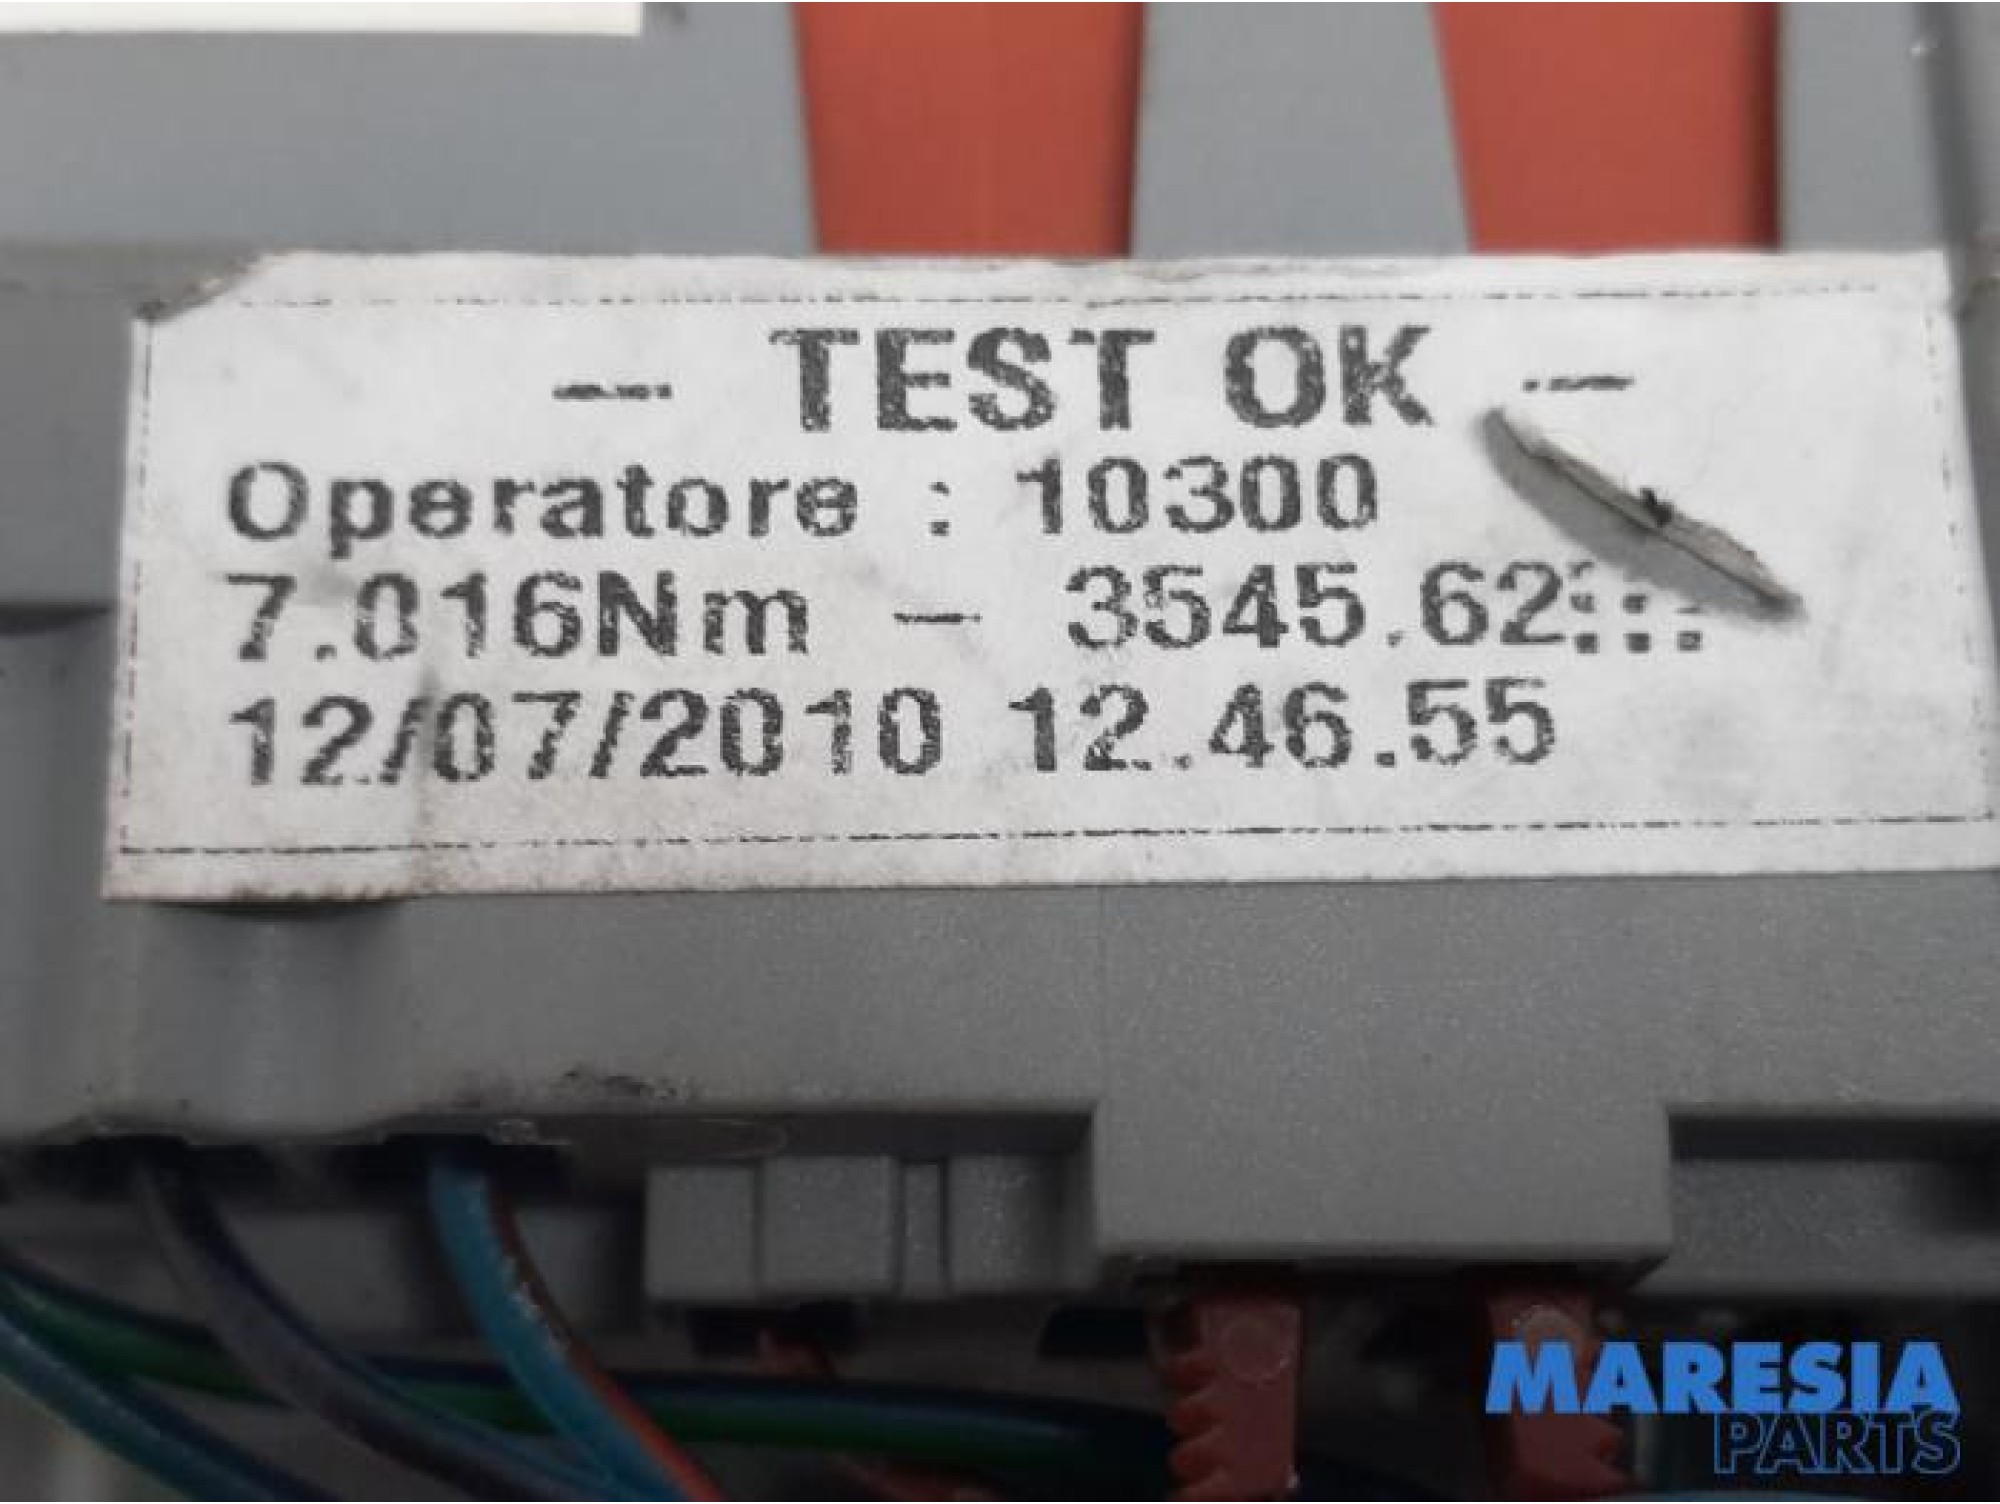 - TEST OK -
Operatore : 10300
7.016Nm - 3545.62
12/07/2010 12.46.55
MARESIA
PARTS